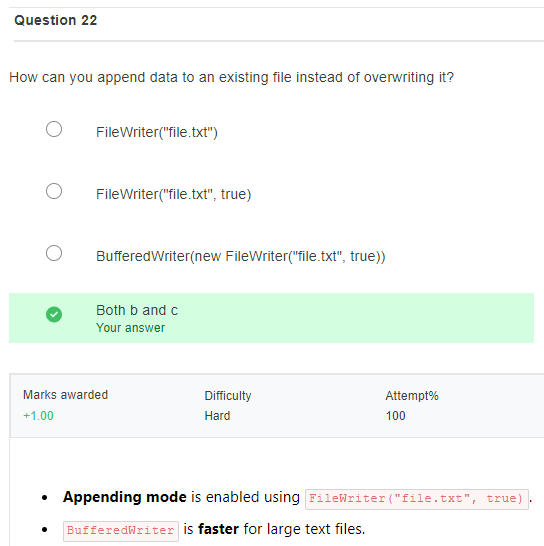 Question 22
How can you append data to an existing file instead of overwriting it?
FileWriter("file.txt")
FileWriter("file.txt", true)
BufferedWriter(new FileWriter("file.txt", true))
Both b and c
Your answer
Marks awarded Difficulty Attempt%
+1.00 Hard 100
• Appending mode is enabled using FileWriter("file.txt", true).
• BufferedWriter is faster for large text files.